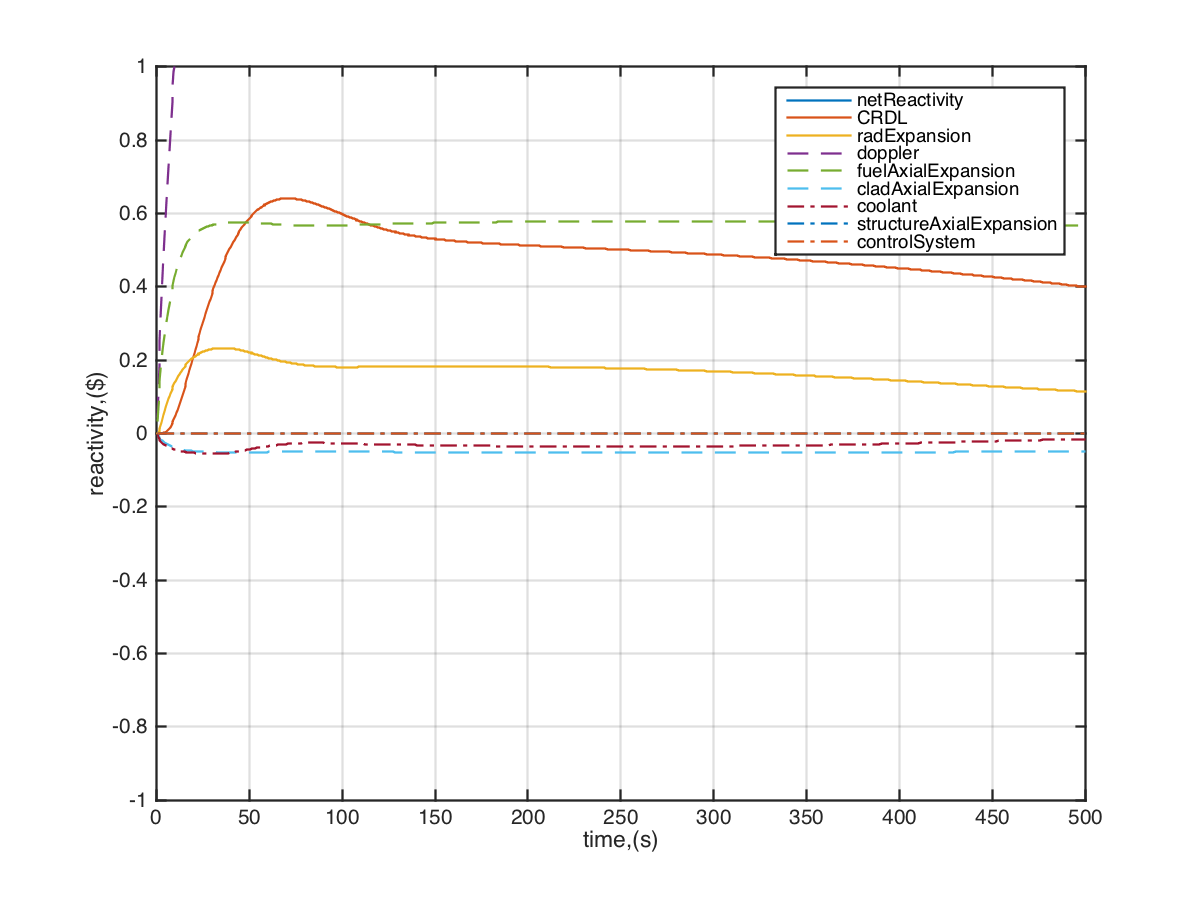 1
0.8
0.6
0.4
0.2
0
-0.2
-0.4
-0.6
-0.8
-1
reactivity,($)
netReactivity
CRDL
radExpansion
doppler
fuelAxialExpansion
cladAxialExpansion
coolant
structureAxialExpansion
controlSystem
0 50 100 150 200 250 300 350 400 450 500
time,(s)